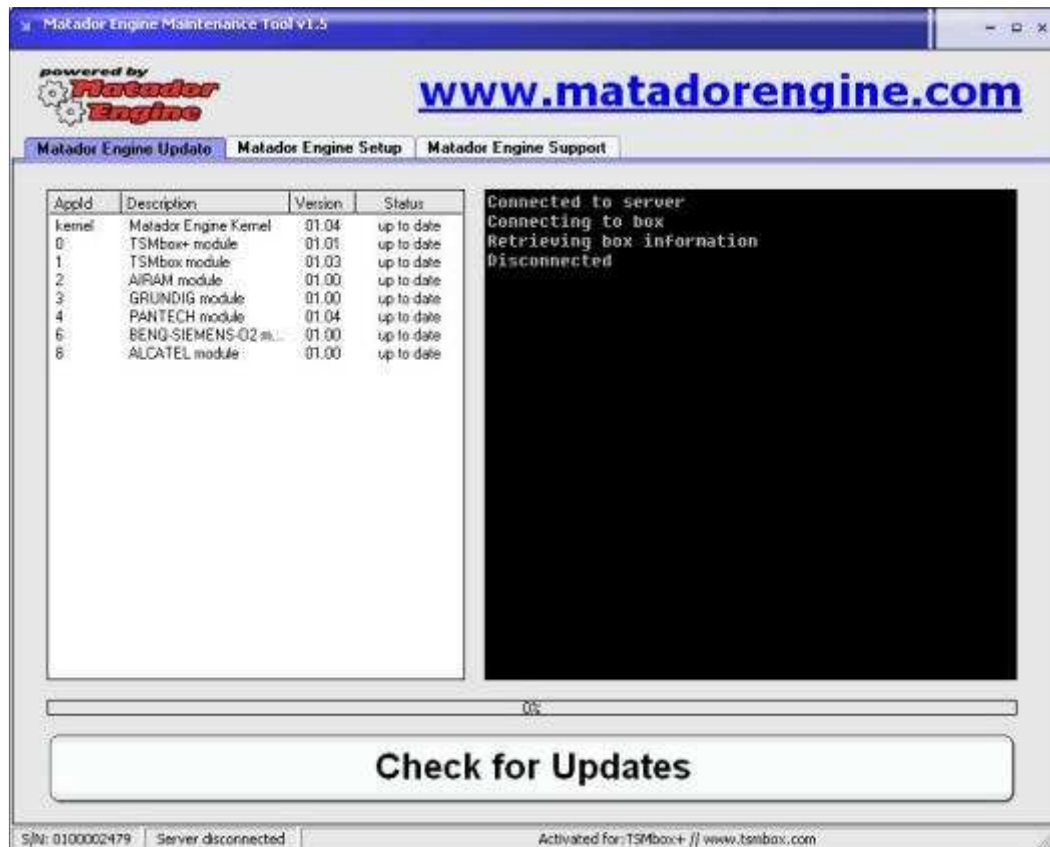 Matador Engine Maintenance Tool v1.5
powered by
Matador
Engine
www.matadorengine.com
Matador Engine Update Matador Engine Setup Matador Engine Support
AppId Description Version Status
kernel Matador Engine Kernel 01.04 up to date
0 TSMbox+ module 01.01 up to date
1 TSMbox module 01.03 up to date
2 AIRAM module 01.00 up to date
3 GRUNDIG module 01.00 up to date
4 PANTECH module 01.04 up to date
6 BENQ-SIEMENS-O2 m... 01.00 up to date
8 ALCATEL module 01.00 up to date
Connected to server
Connecting to box
Retrieving box information
Disconnected
0%
Check for Updates
S/N: 0100002479 Server disconnected Activated for:TSMbox+ // www.tsmbox.com